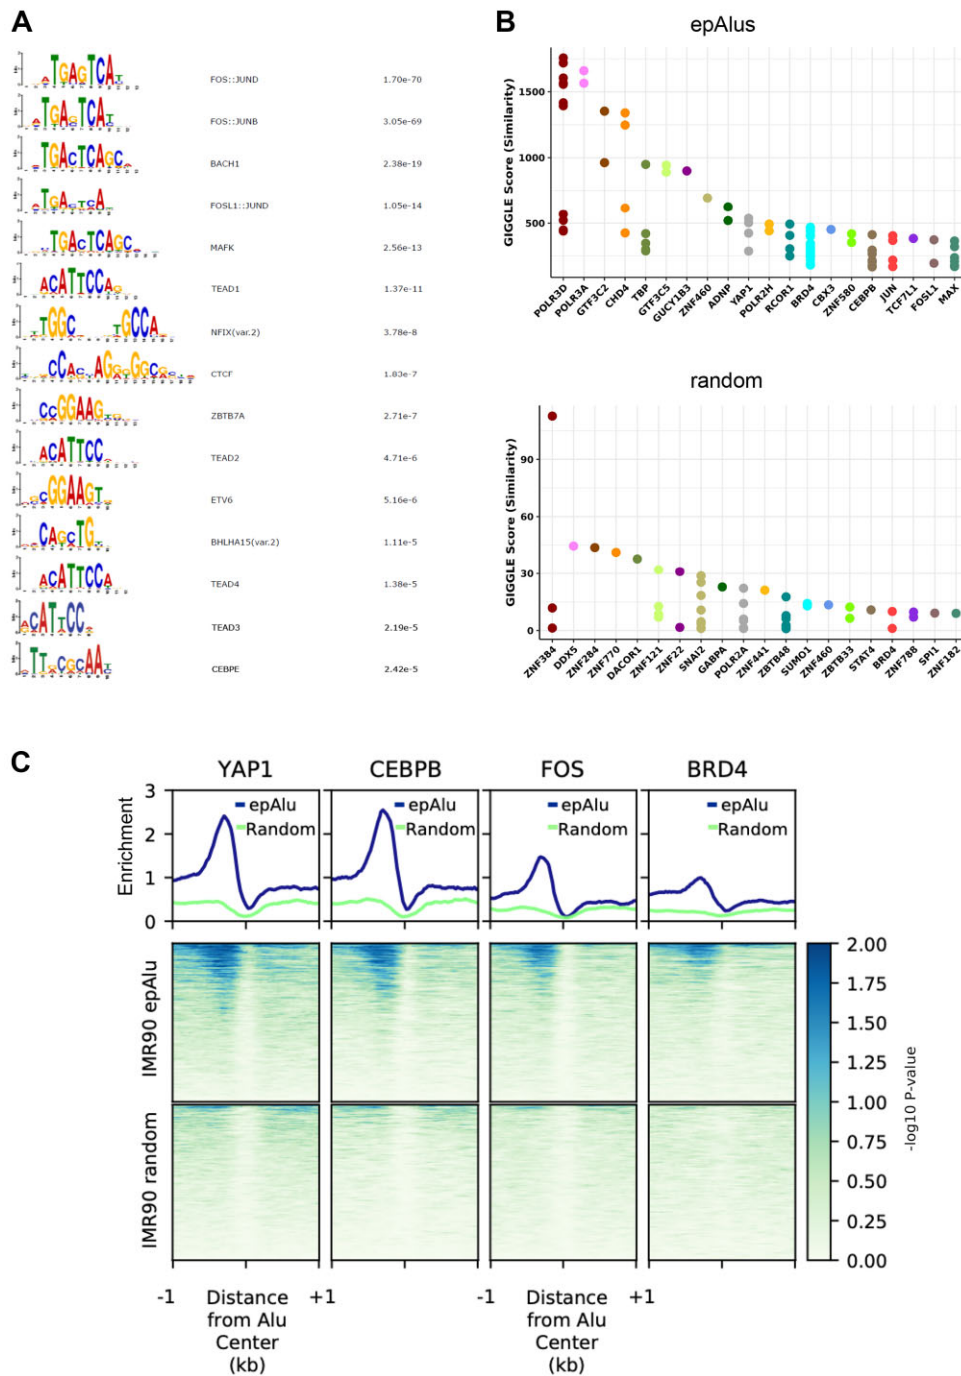 A
FOS::JUND 1.70e-70
FOS::JUNB 3.05e-69
BACH1 2.38e-19
FOSL1::JUND 1.05e-14
MAFK 2.56e-13
TEAD1 1.37e-11
NFIX(var.2) 3.78e-8
CTCF 1.83e-7
ZBTB7A 2.71e-7
TEAD2 4.71e-6
ETV6 5.16e-6
BHLHA15(var.2) 1.11e-5
TEAD4 1.38e-5
TEAD3 2.19e-5
CEBPE 2.42e-5
B
epAlus
GIGGLE Score (Similarity)
1500
1000
500
POLR3D POLR3A GTF3C2 CHD4 TBP GTF3C5 GUCY1B3 ZNF460 ADNP YAP1 POLR2H RCOR1 BRD4 CBX3 ZNF580 CEBPB JUN TCF7L1 FOSL1 MAX
random
GIGGLE Score (Similarity)
90
60
30
0
ZNF384 DDX5 ZNF284 ZNF770 DACOR1 ZNF121 ZNF22 SNAI2 GABPA POLR2A ZNF441 ZBTB48 SUMO1 ZNF460 ZBTB33 STAT4 BRD4 ZNF788 SPI1 ZNF182
C
YAP1 CEBPB FOS BRD4
Enrichment
3
2
1
0
epAlu epAlu epAlu epAlu
Random Random Random Random
IMR90 epAlu
IMR90 random
2.00
1.75
1.50
1.25
1.00
0.75
0.50
0.25
0.00
-log10 P-value
-1 Distance +1 -1 Distance +1
from Alu from Alu
Center Center
(kb) (kb)